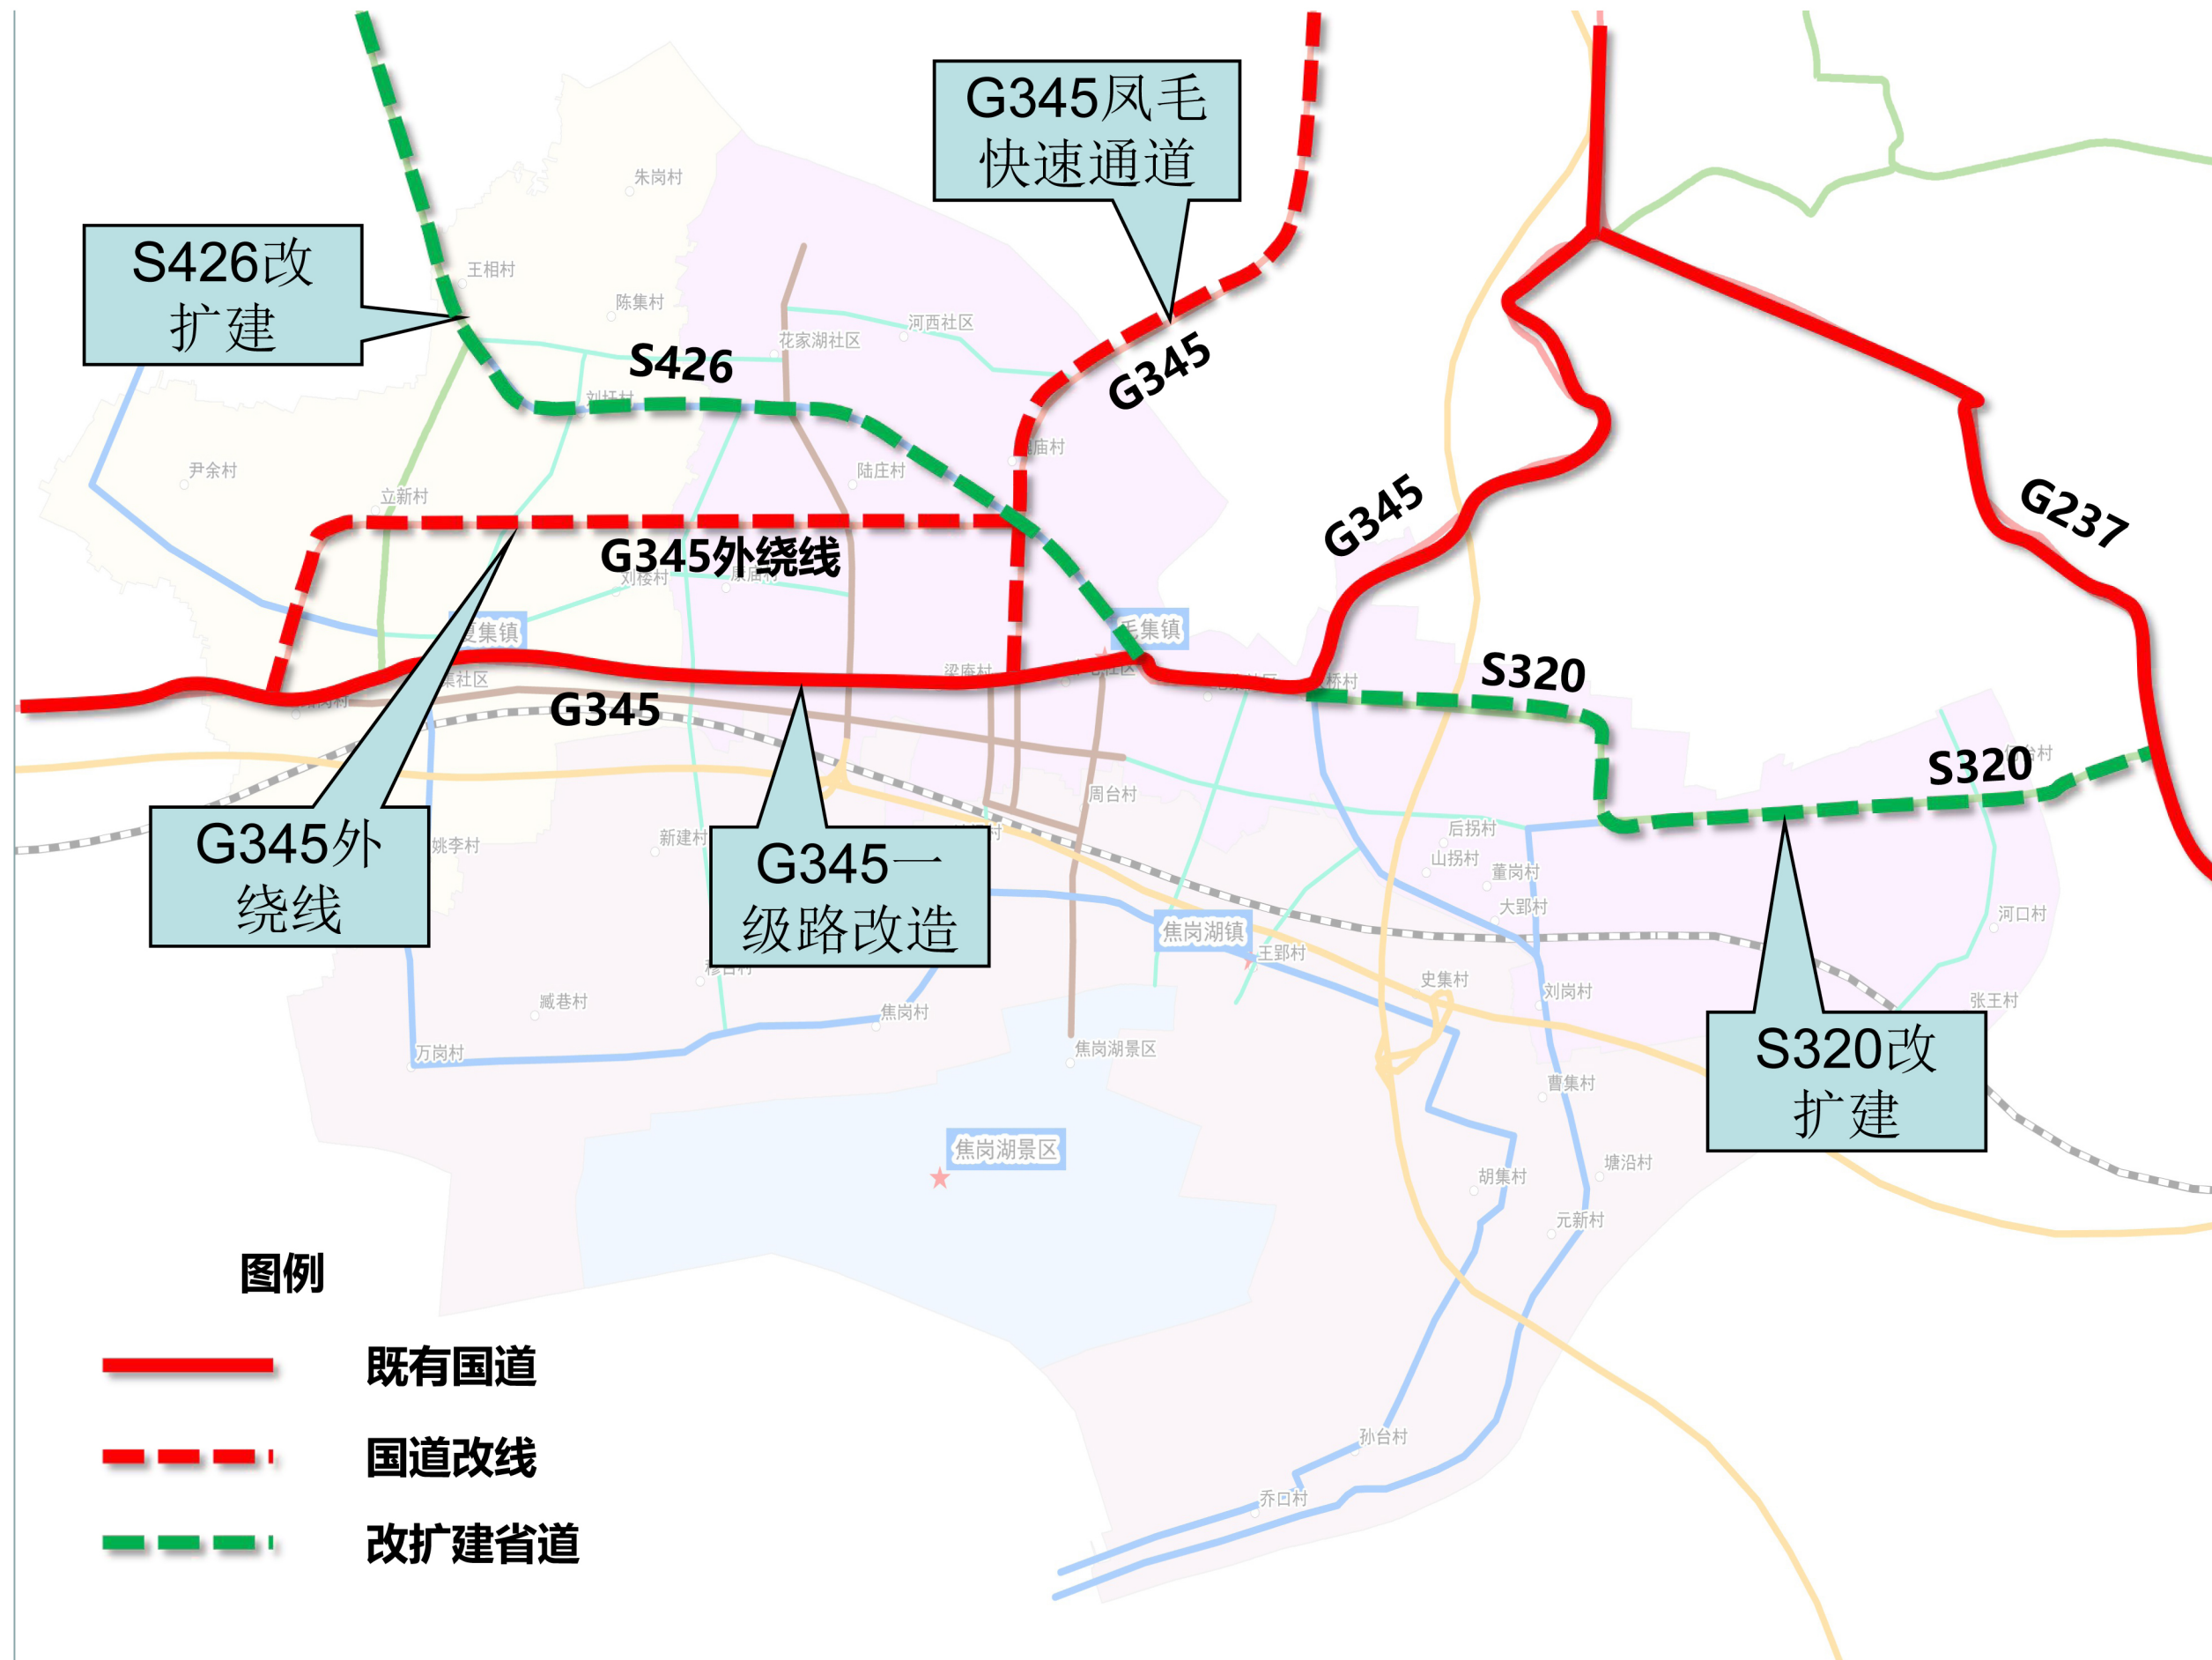 G345凤毛
快速通道
朱岗村
S426改
扩建
王相村
陈集村
河西社区
花家湖社区
S426
G345
陆庄村
尹余村
立新村
G345
G237
G345外绕线
刘楼村
夏集镇
毛集镇
梁庵村
S320
G345
S320
周台村
后拐村
G345外
绕线
姚李村
新建村
G345一
级路改造
山拐村
董岗村
大郢村
河口村
焦岗湖镇
王郢村
史集村
刘岗村
张王村
臧巷村
焦岗村
S320改
扩建
万岗村
焦岗湖景区
曹集村
焦岗湖景区
塘沿村
胡集村
元新村
图例
既有国道
孙台村
国道改线
乔口村
改扩建省道